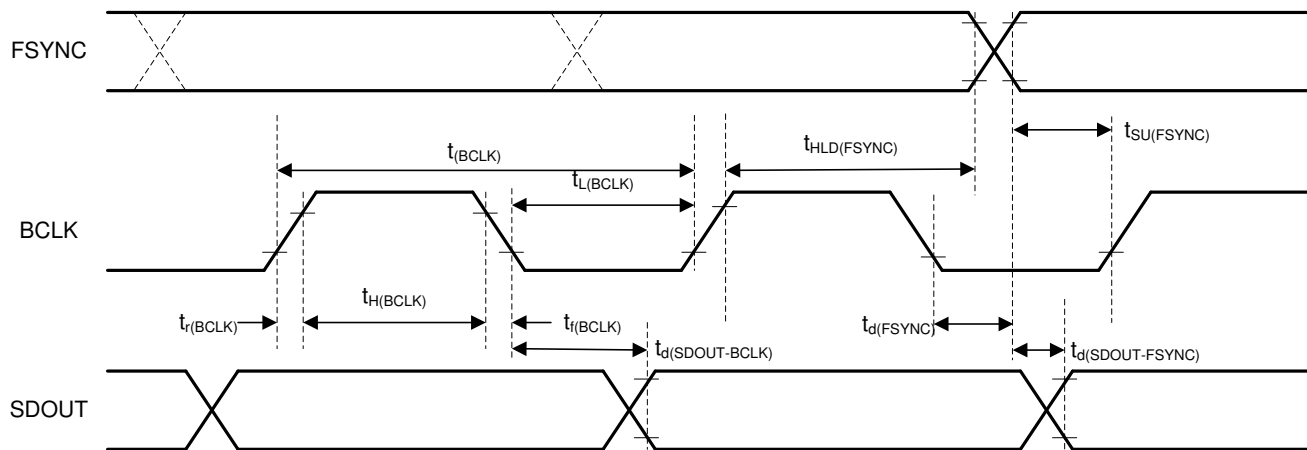 FSYNC
t(BCLK)
tHLD(FSYNC)
tSU(FSYNC)
tL(BCLK)
BCLK
tH(BCLK)
tr(BCLK)
tf(BCLK)
td(FSYNC)
td(SDOUT-BCLK)
td(SDOUT-FSYNC)
SDOUT